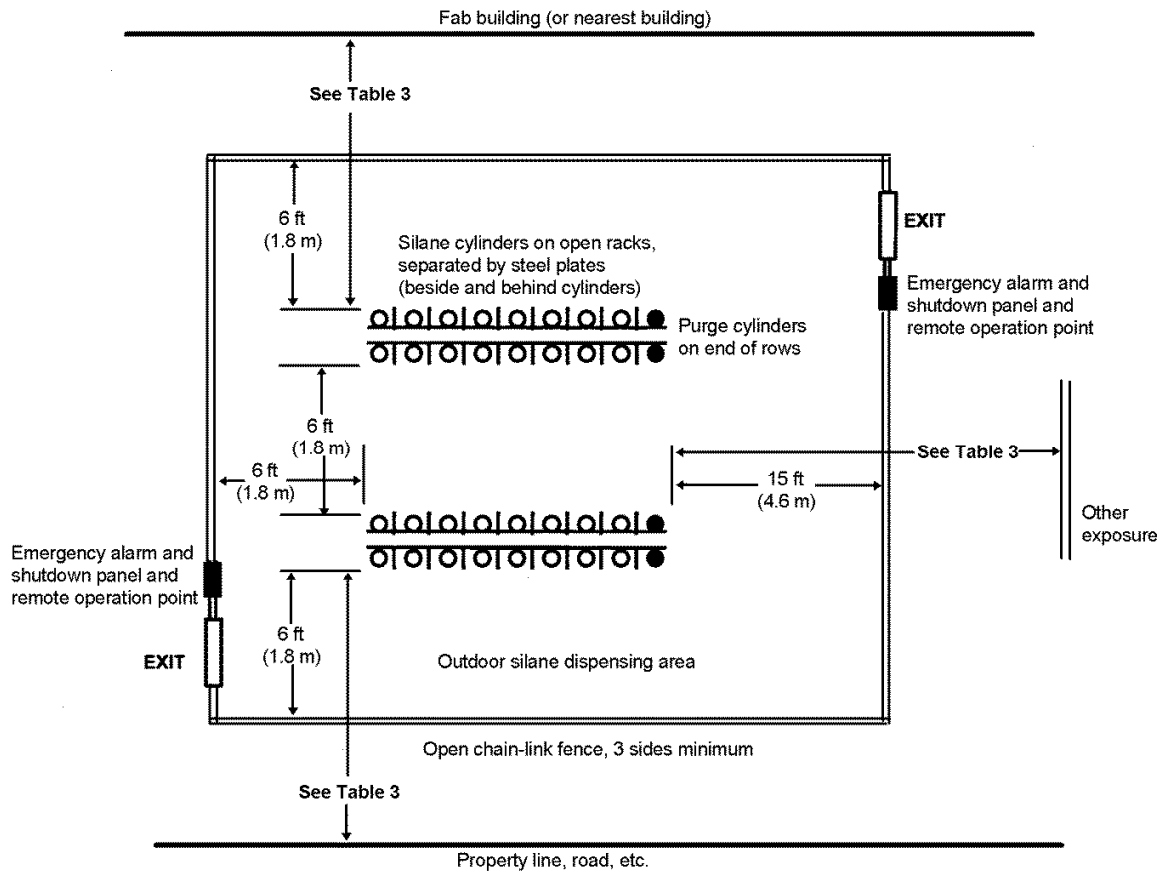 Fab building (or nearest building)
See Table 3
6 ft
(1.8 m)
EXIT
Silane cylinders on open racks,
separated by steel plates
(beside and behind cylinders)
Emergency alarm and
shutdown panel and
remote operation point
Purge cylinders
on end of rows
6 ft
(1.8 m)
See Table 3
6 ft
(1.8 m)
15 ft
(4.6 m)
Other
exposure
Emergency alarm and
shutdown panel and
remote operation point
6 ft
(1.8 m)
EXIT
Outdoor silane dispensing area
Open chain-link fence, 3 sides minimum
See Table 3
Property line, road, etc.